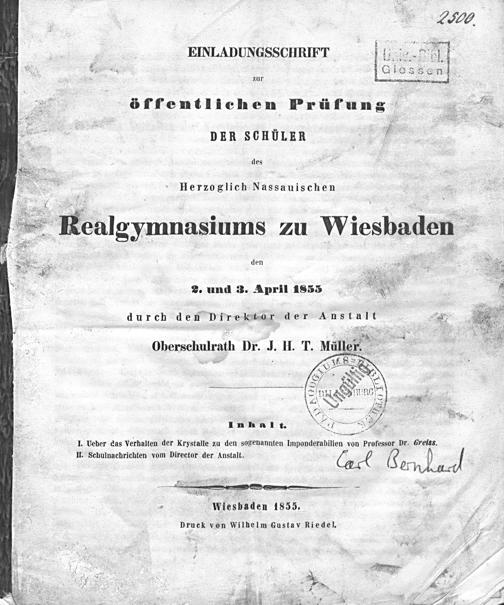 2500.
Univ.-Bibl.
Giessen
EINLADUNGSSCHRIFT
zur
öffentlichen Prüfung
DER SCHÜLER
des
Herzoglich Nassauischen
Realgymnasiums zu Wiesbaden
den
2. und 3. April 1855
durch den Direktor der Anstalt
Oberschulrath Dr. J. H. T. Müller.
PÄDAGOGIUMS-BIBLIOTHEK
Ungültig
Inhalt.
I. Ueber das Verhalten der Krystalle zu den sogenannten Imponderabilien von Professor Dr. Greiss.
II. Schulnachrichten vom Director der Anstalt.
Carl Bernhard
Wiesbaden 1855.
Druck von Wilhelm Gustav Riedel.